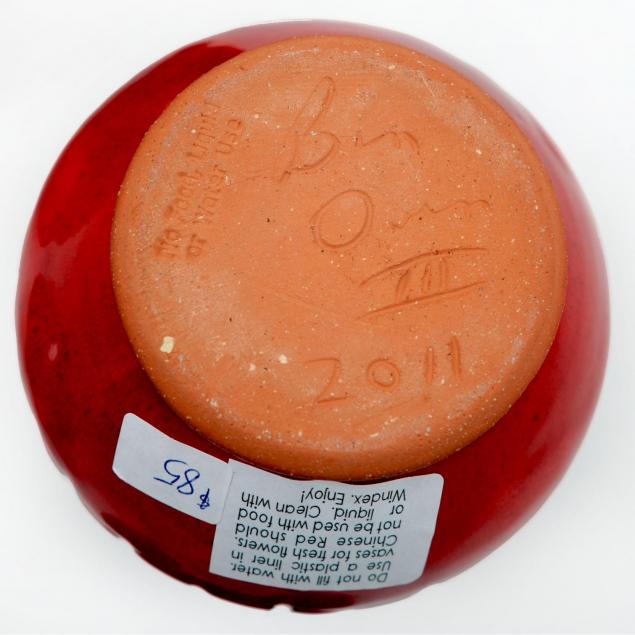 No Food, Liquid
or Water Use
Ben
Owen
III
2011
$85
Do not fill with water.
Use a plastic liner in
vases for fresh flowers.
Chinese Red should
not be used with food
or liquid. Clean with
Windex. Enjoy!